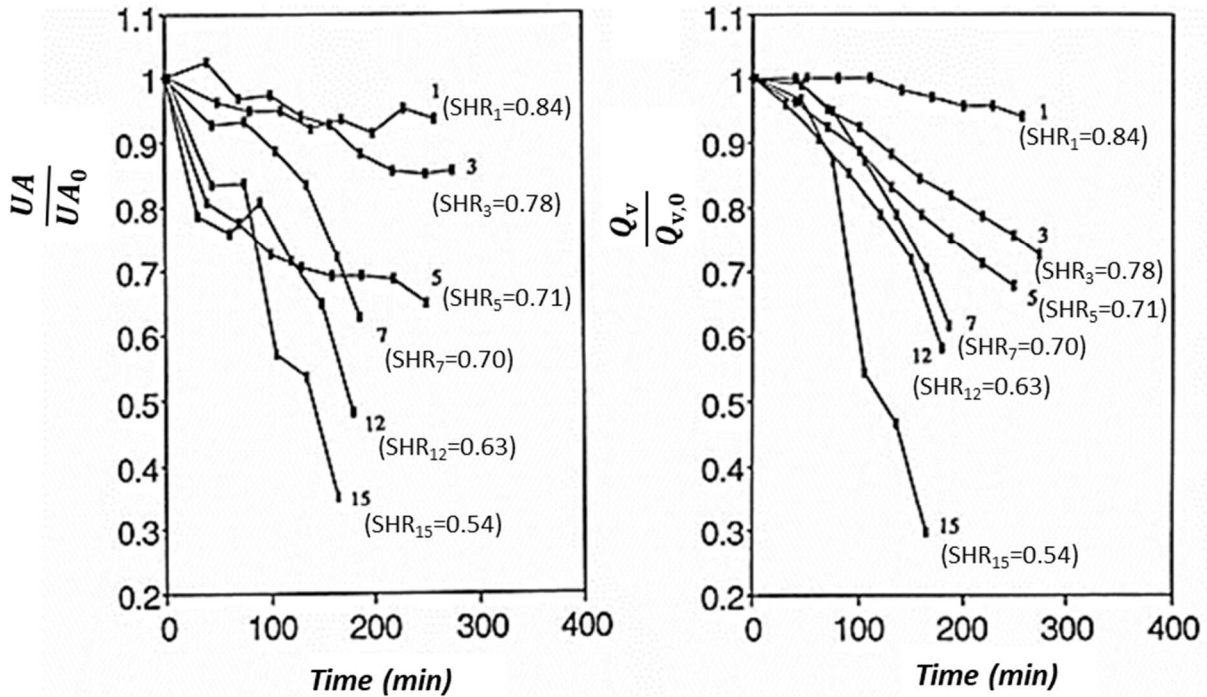 UA
UA₀
1.1
1
0.9
0.8
0.7
0.6
0.5
0.4
0.3
0.2
0
100
200
300
400
Time (min)
1
(SHR₁=0.84)
3
(SHR₃=0.78)
5
(SHR₅=0.71)
7
(SHR₇=0.70)
12
(SHR₁₂=0.63)
15
(SHR₁₅=0.54)
Qᵥ
Qᵥ,₀
1.1
1
0.9
0.8
0.7
0.6
0.5
0.4
0.3
0.2
0
100
200
300
400
Time (min)
1
(SHR₁=0.84)
3
(SHR₃=0.78)
5
(SHR₅=0.71)
7
(SHR₇=0.70)
12
(SHR₁₂=0.63)
15
(SHR₁₅=0.54)